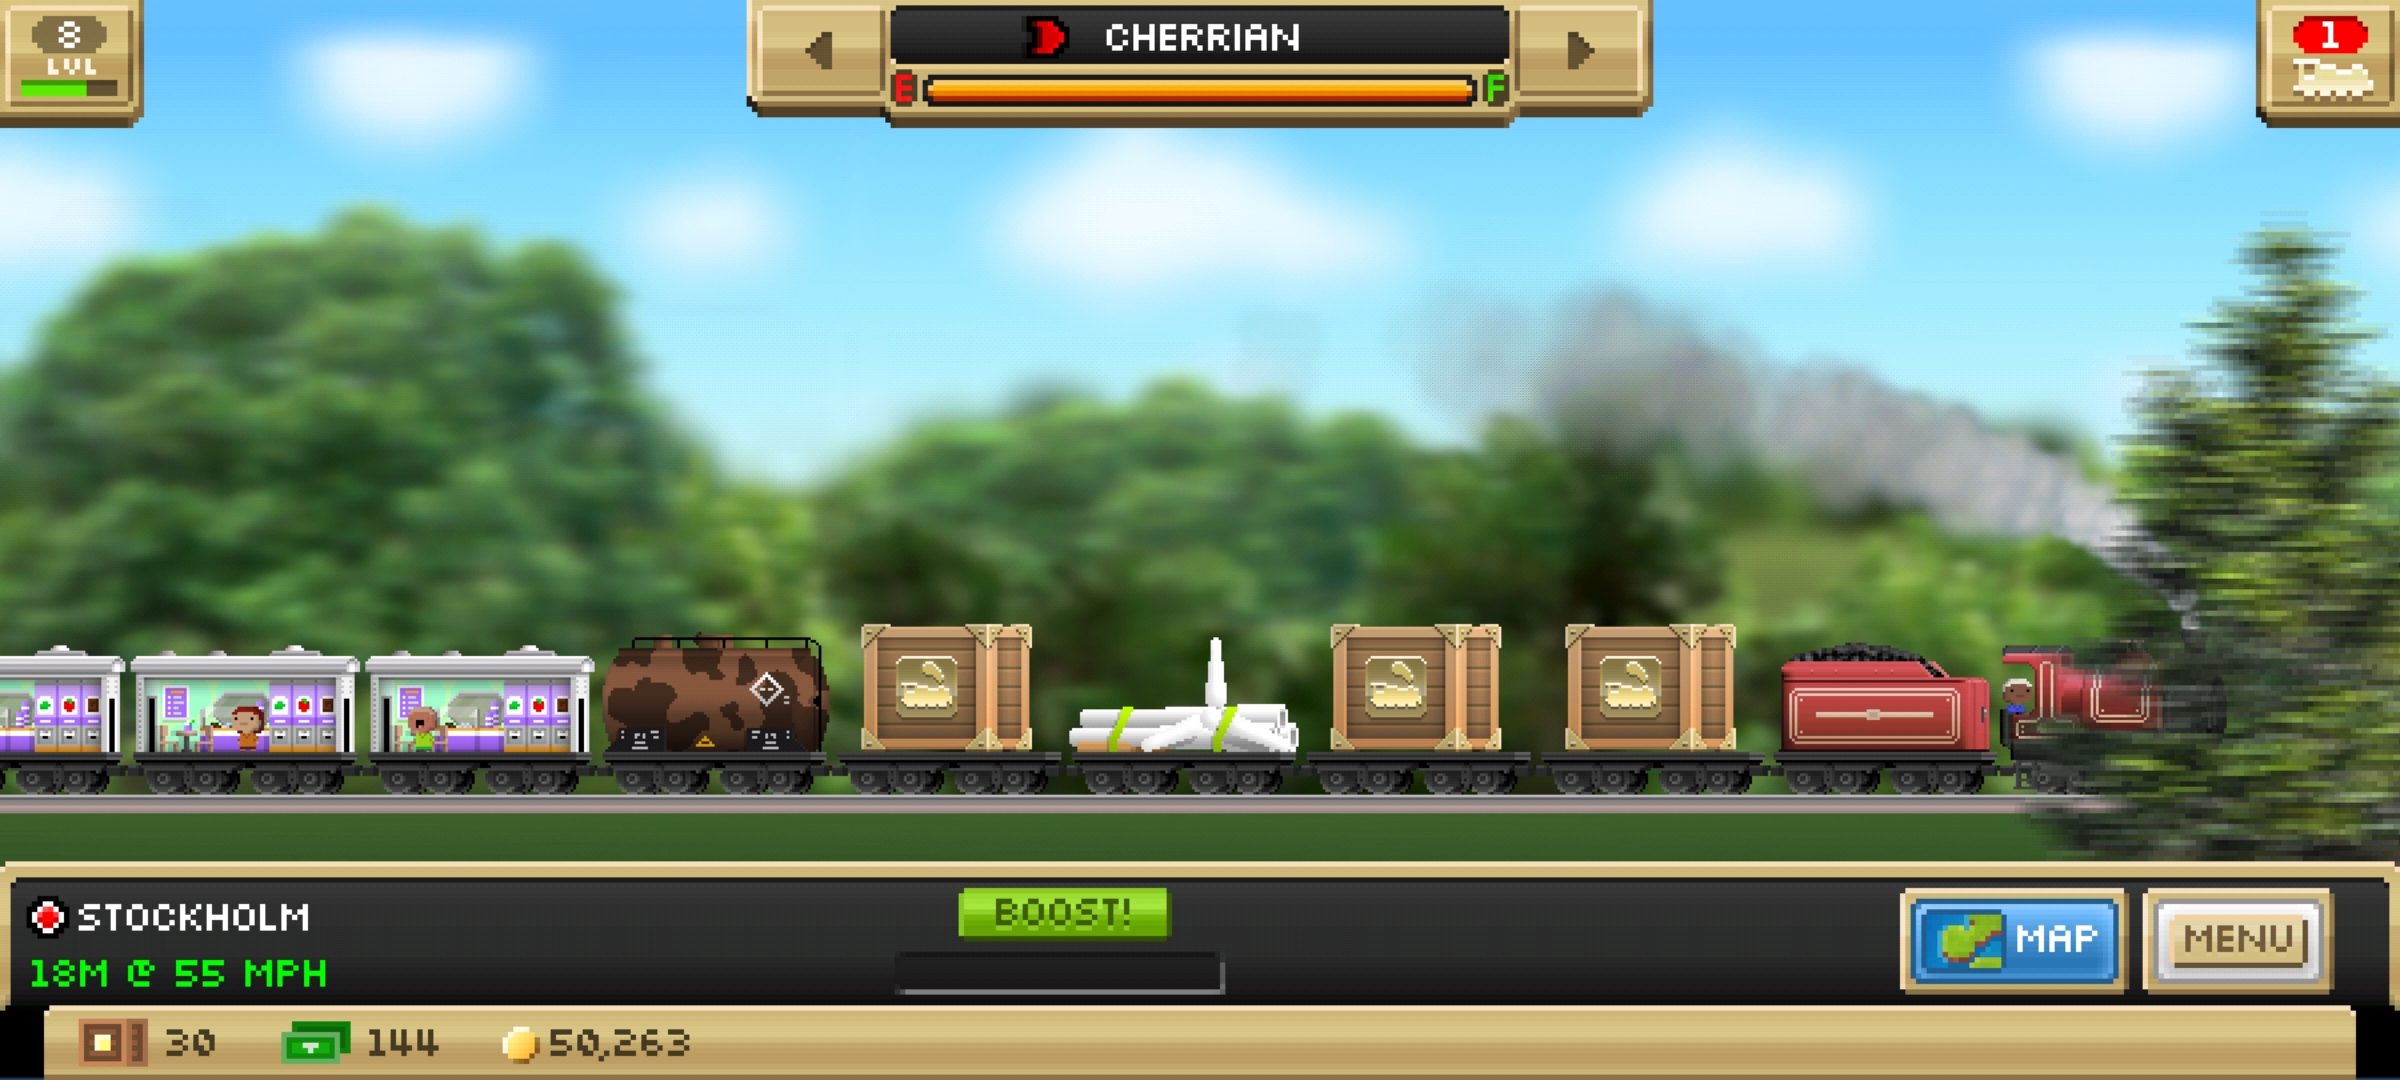 8
LVL
CHERRIAN
E F
1
STOCKHOLM
18M @ 55 MPH
BOOST!
MAP
MENU
30 144 50,263